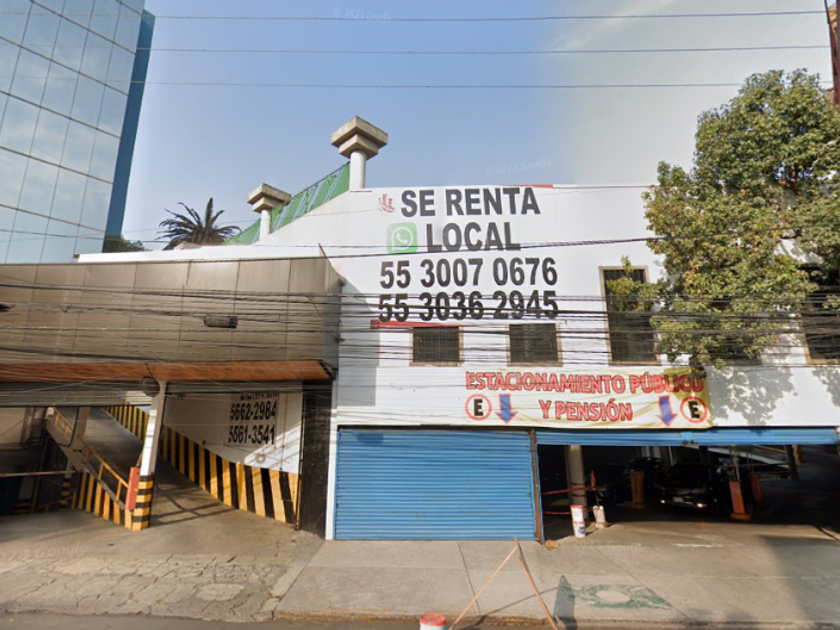 SE RENTA
LOCAL
55 3007 0676
55 3036 2945
ESTACIONAMIENTO PÚBLICO
E
Y PENSIÓN
E
5662-2984
5661-3541